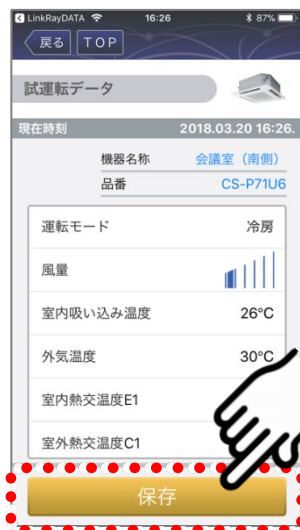 LinkRayDATA 16:26 87%
戻る TOP
試運転データ
現在時刻 2018.03.20 16:26.
機器名称 会議室（南側）
品番 CS-P71U6
運転モード 冷房
風量
室内吸い込み温度 26°C
外気温度 30°C
室内熱交温度E1
室外熱交温度C1
保存